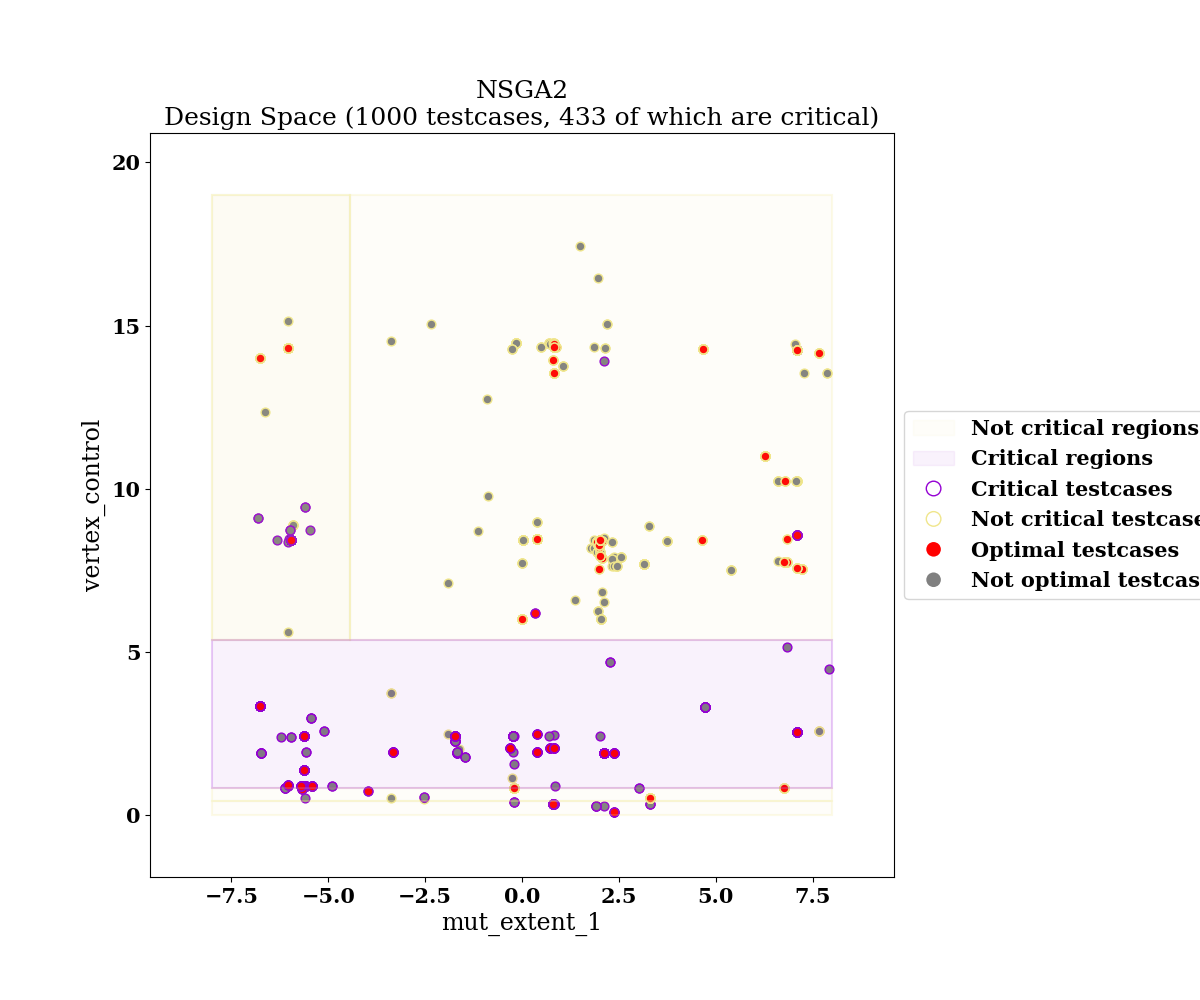 NSGA2
Design Space (1000 testcases, 433 of which are critical)
20
15
10
5
0
vertex_control
−7.5
−5.0
−2.5
0.0
2.5
5.0
7.5
mut_extent_1
Not critical regions
Critical regions
Critical testcases
Not critical testcase
Optimal testcases
Not optimal testcas